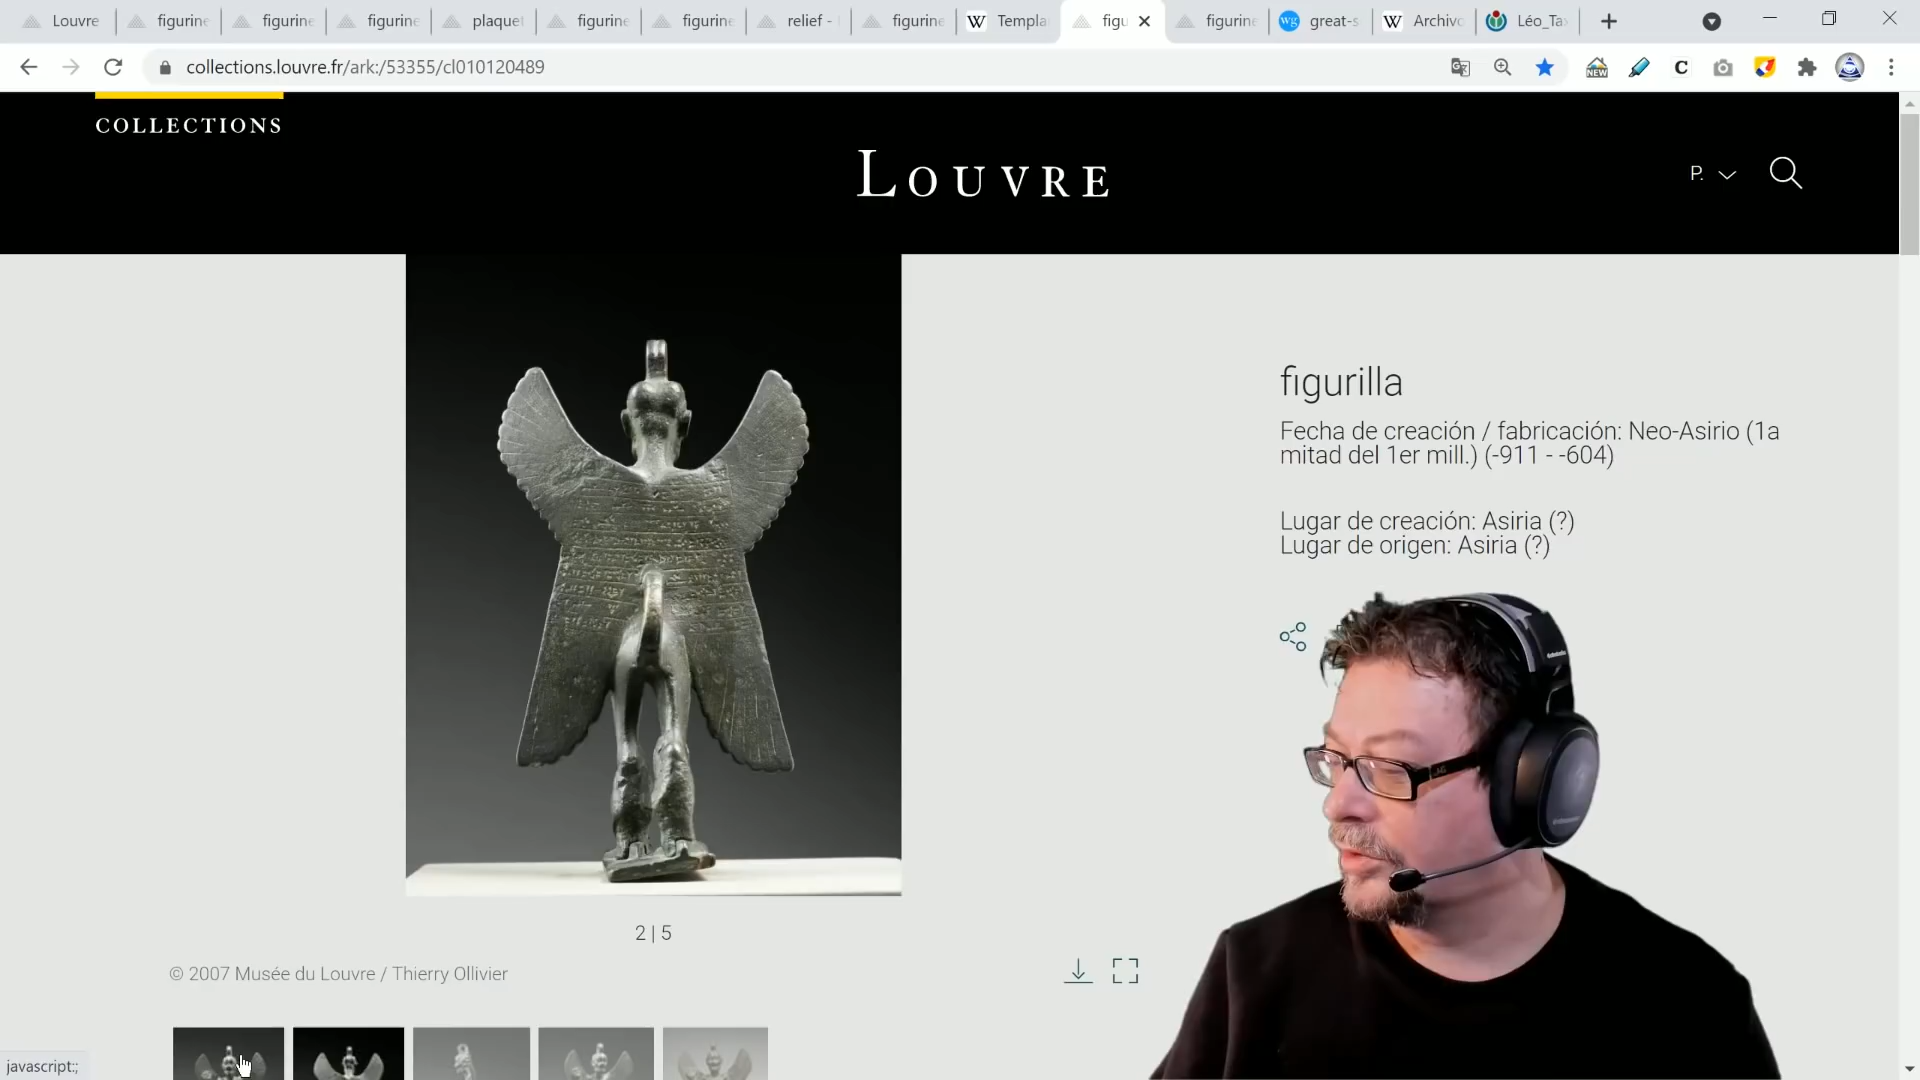 Louvre
figurine
figurine
figurine
plaquet
figurine
figurine
relief -
figurine
W Templa
figu
figurine
wg great-s
W Archivo
Léo_Ta
collections.louvre.fr/ark:/53355/cl010120489
NEW
C
COLLECTIONS
LOUVRE
P.
figurilla
Fecha de creación / fabricación: Neo-Asirio (1a
mitad del 1er mill.) (-911 - -604)
Lugar de creación: Asiria (?)
Lugar de origen: Asiria (?)
2 | 5
© 2007 Musée du Louvre / Thierry Ollivier
javascript:;